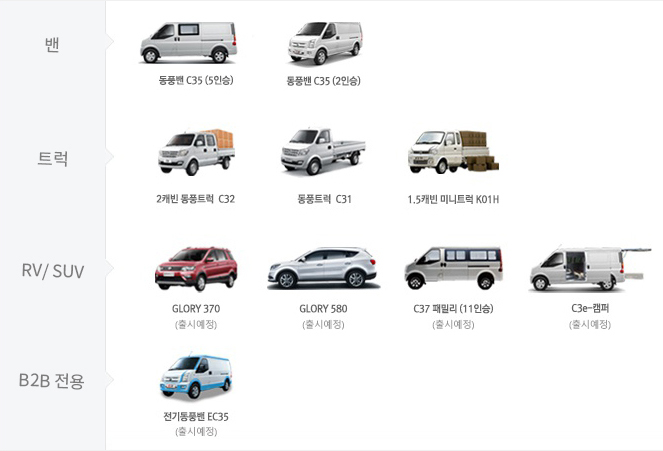 밴
동풍밴 C35 (5인승)
동풍밴 C35 (2인승)
트럭
2캐빈 동풍트럭 C32
동풍트럭 C31
1.5캐빈 미니트럭 K01H
RV/ SUV
GLORY 370
(출시예정)
GLORY 580
(출시예정)
C37 패밀리 (11인승)
(출시예정)
C3e-캠퍼
(출시예정)
B2B 전용
전기동풍밴 EC35
(출시예정)